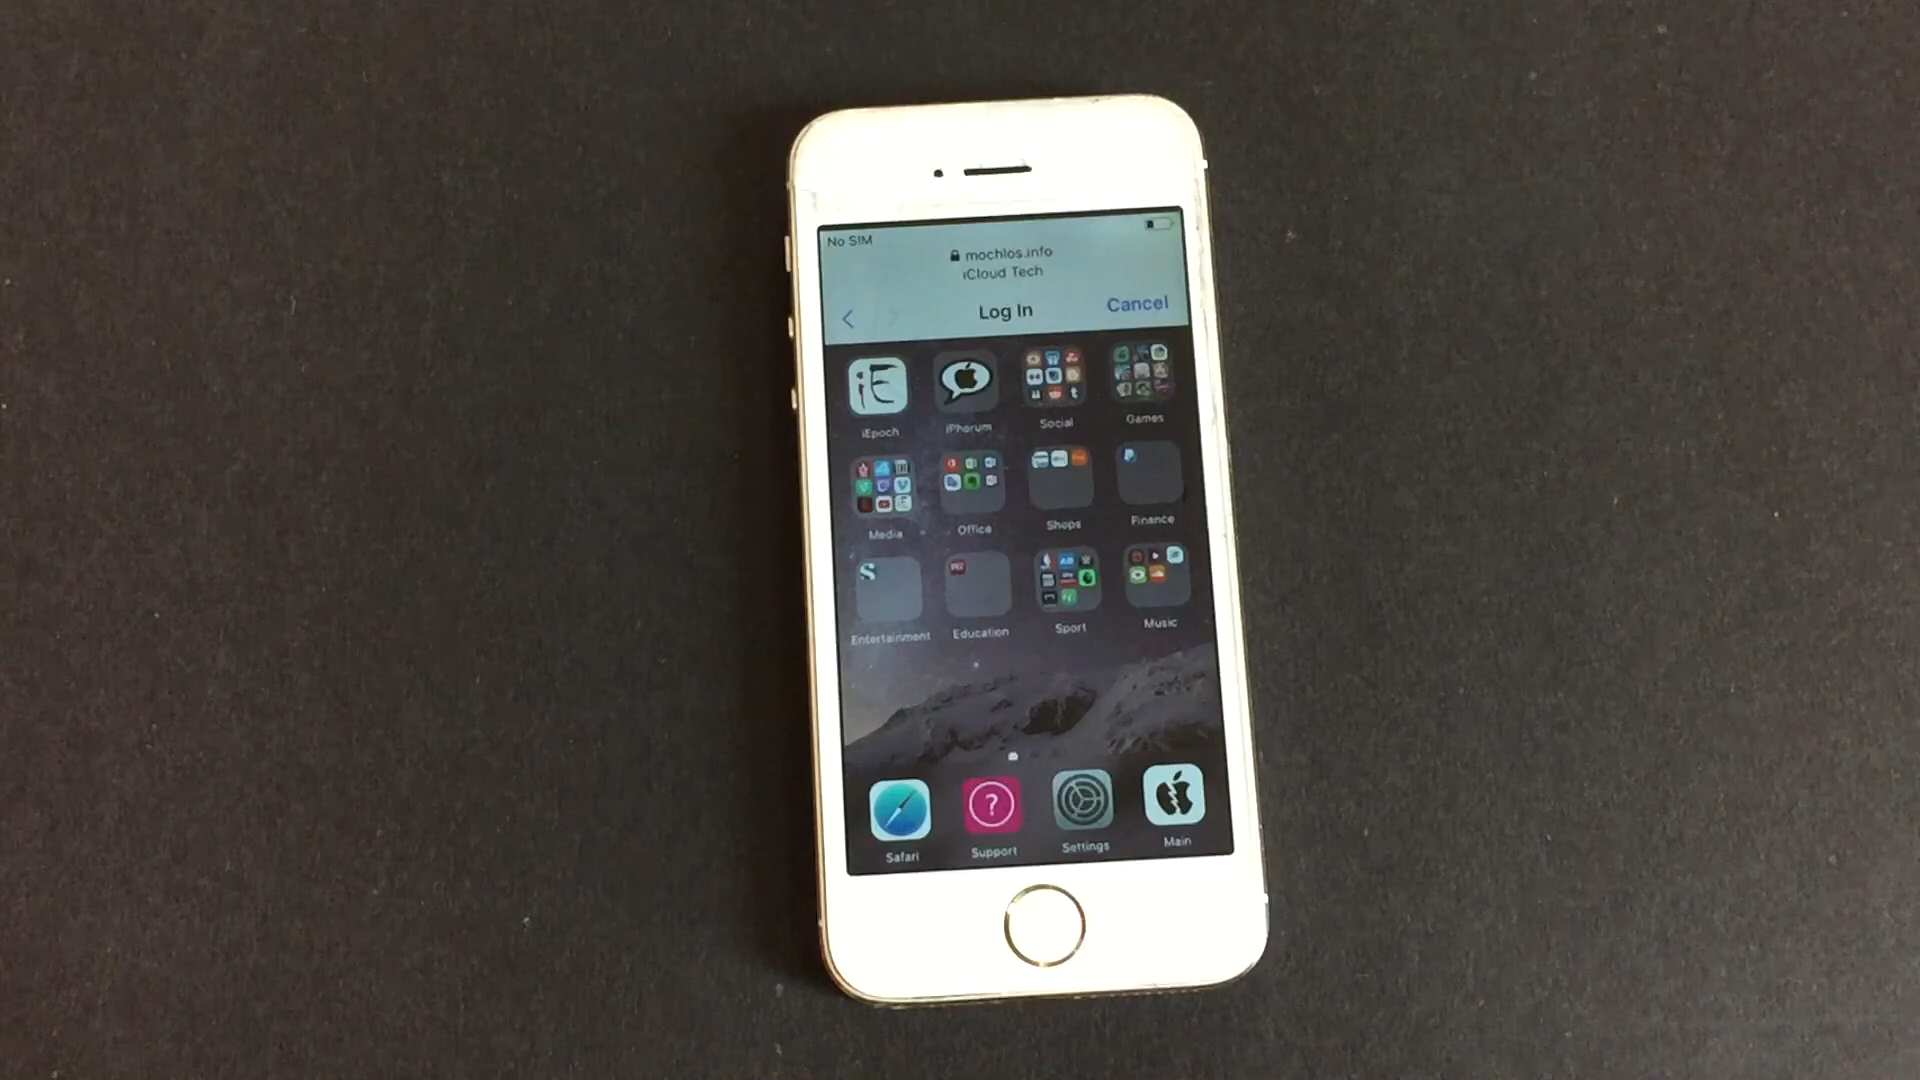 No SIM
mochlos.info
iCloud Tech
Log In
Cancel
iE
iEpoch
iPhorum
Social
Games
Media
Office
Shops
Finance
S
Entertainment
Education
Sport
Music
?
Safari
Support
Settings
Main